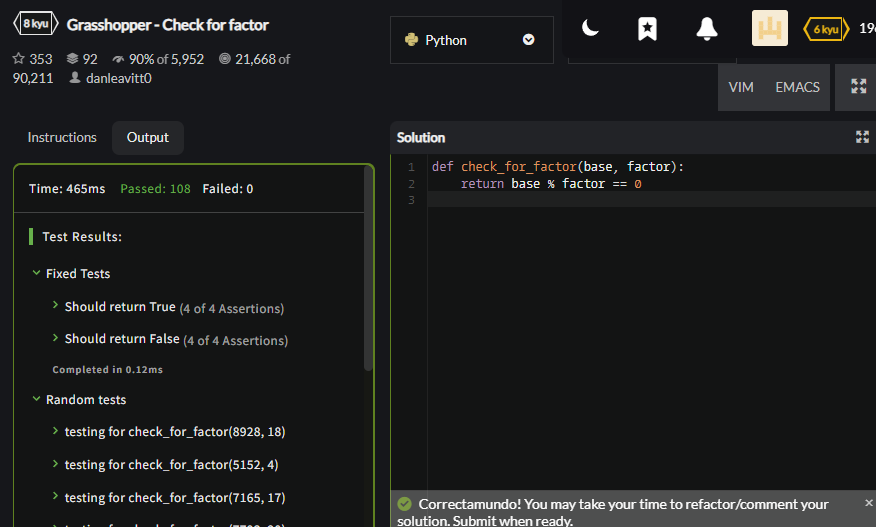 8 kyu Grasshopper - Check for factor
353 92 90% of 5,952 21,668 of
90,211 danleavitt0
Python
6 kyu
VIM EMACS
Instructions Output
Time: 465ms Passed: 108 Failed: 0
Test Results:
Fixed Tests
Should return True (4 of 4 Assertions)
Should return False (4 of 4 Assertions)
Completed in 0.12ms
Random tests
testing for check_for_factor(8928, 18)
testing for check_for_factor(5152, 4)
testing for check_for_factor(7165, 17)
Solution
1 def check_for_factor(base, factor):
2 return base % factor == 0
3
Correctamundo! You may take your time to refactor/comment your
solution. Submit when ready.